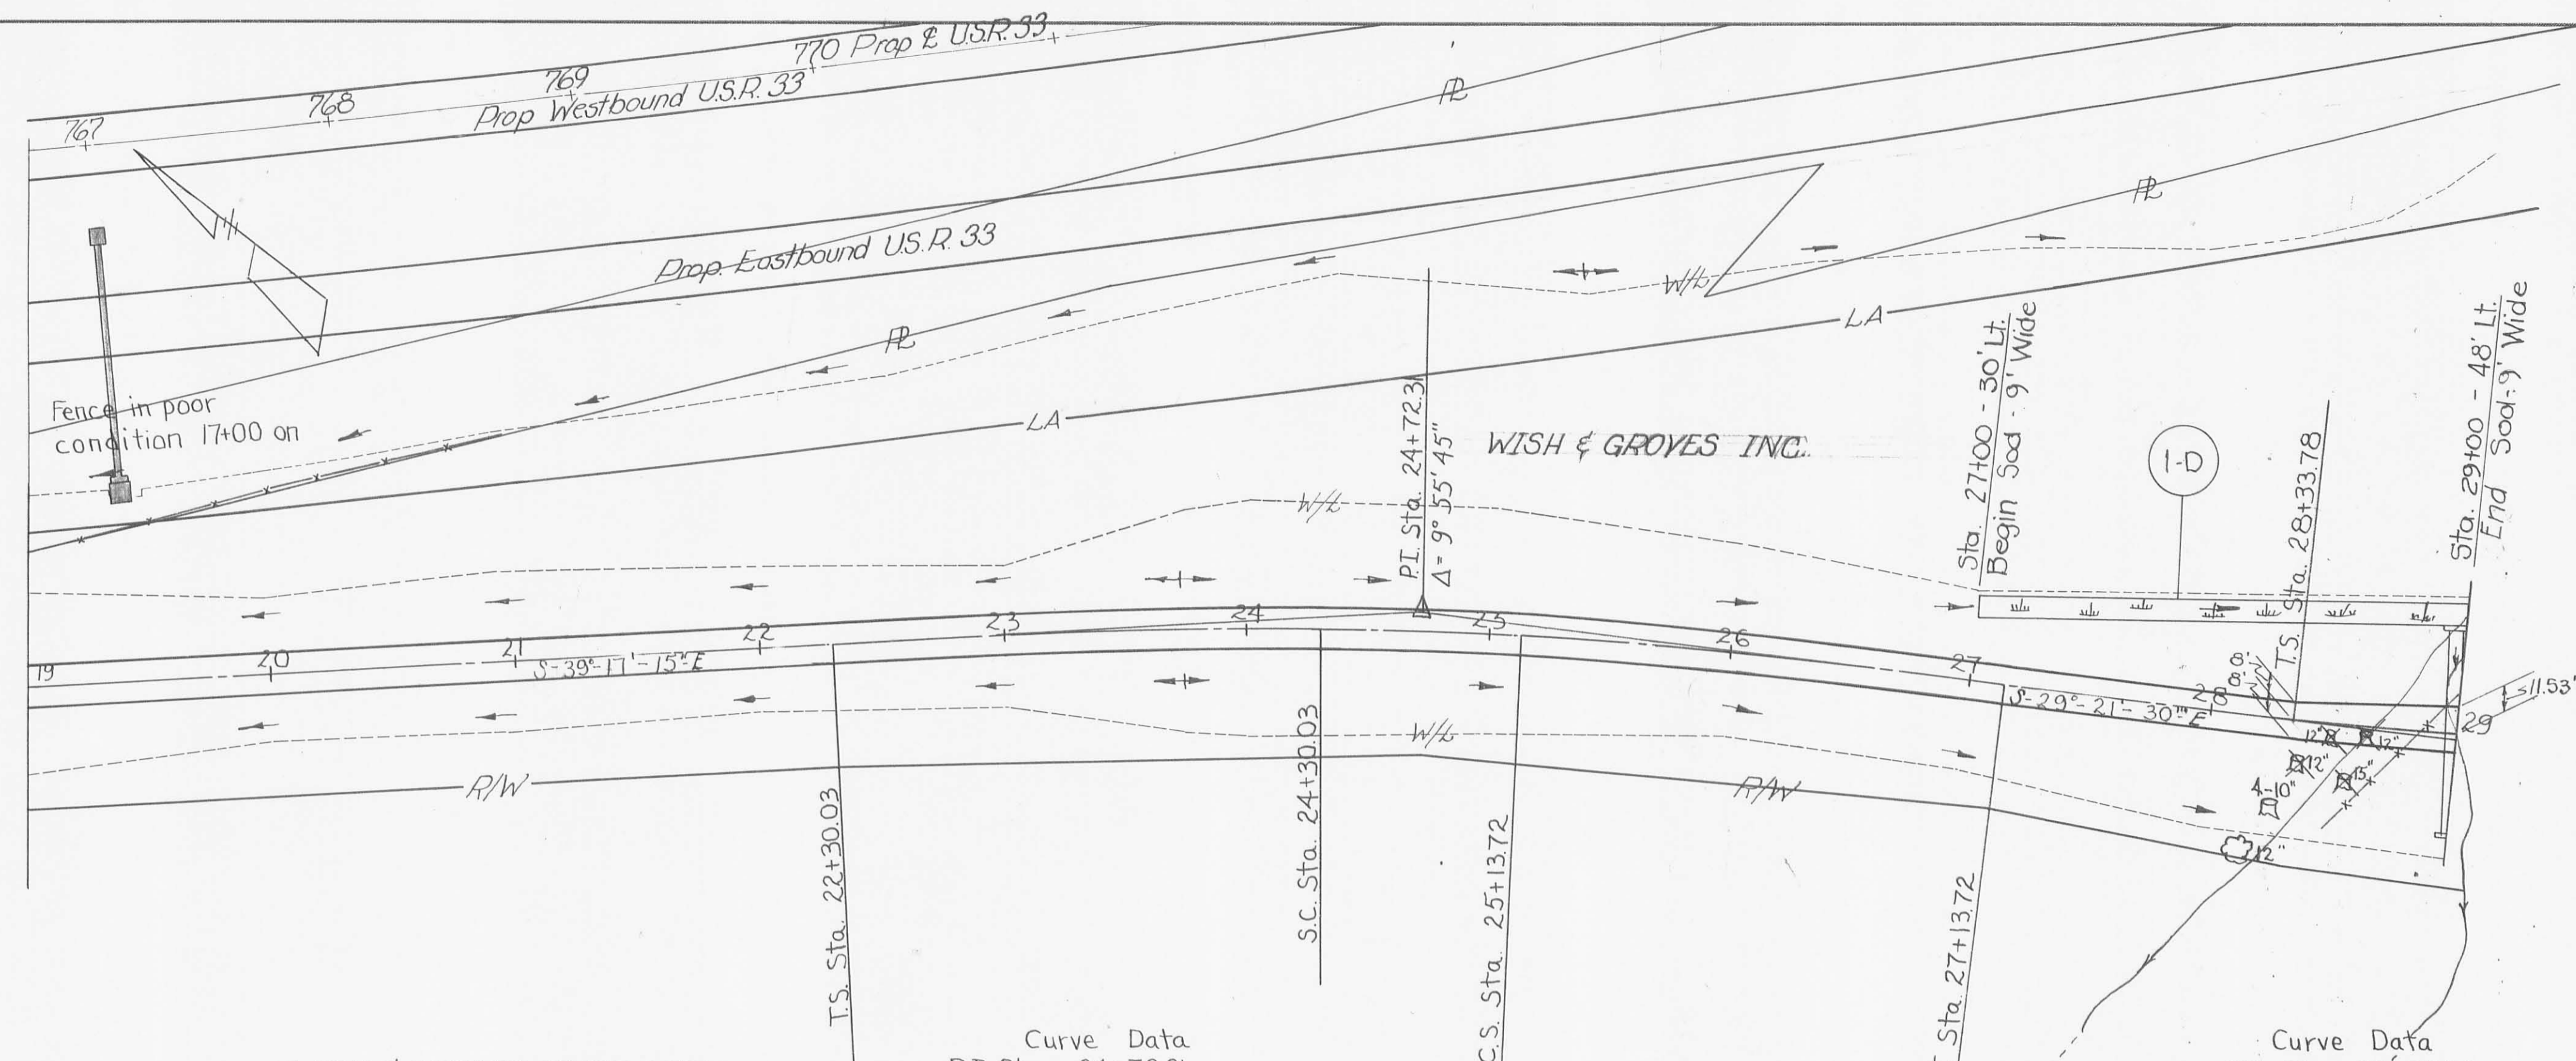 770 Prop ℄ U.S.R. 33
769
768
767
Prop Westbound U.S.R. 33
Prop. Eastbound U.S.R. 33
℄
℄
℄
Fence in poor
condition 17+00 on
W/L
LA
LA
P.I. Sta. 24+72.31
Δ= 9° 55' 45"
WISH & GROVES INC.
Sta. 27+00 - 30' Lt.
Begin Sod - 9' Wide
1-D
T.S. Sta. 28+33.78
Sta. 29+00 - 48' Lt.
End Sod - 9' Wide
W/L
19
20
21
22
23
24
25
26
27
28
29
S-39°-17'-15"-E
S-29°-21'-30"-E
8'
8'
11.53'
12"
12"
12"
15"
4-10"
12"
W/L
R/W
R/W
T.S. Sta. 22+30.03
S.C. Sta. 24+30.03
C.S. Sta. 25+13.72
Sta. 27+13.72
Curve Data
Curve Data